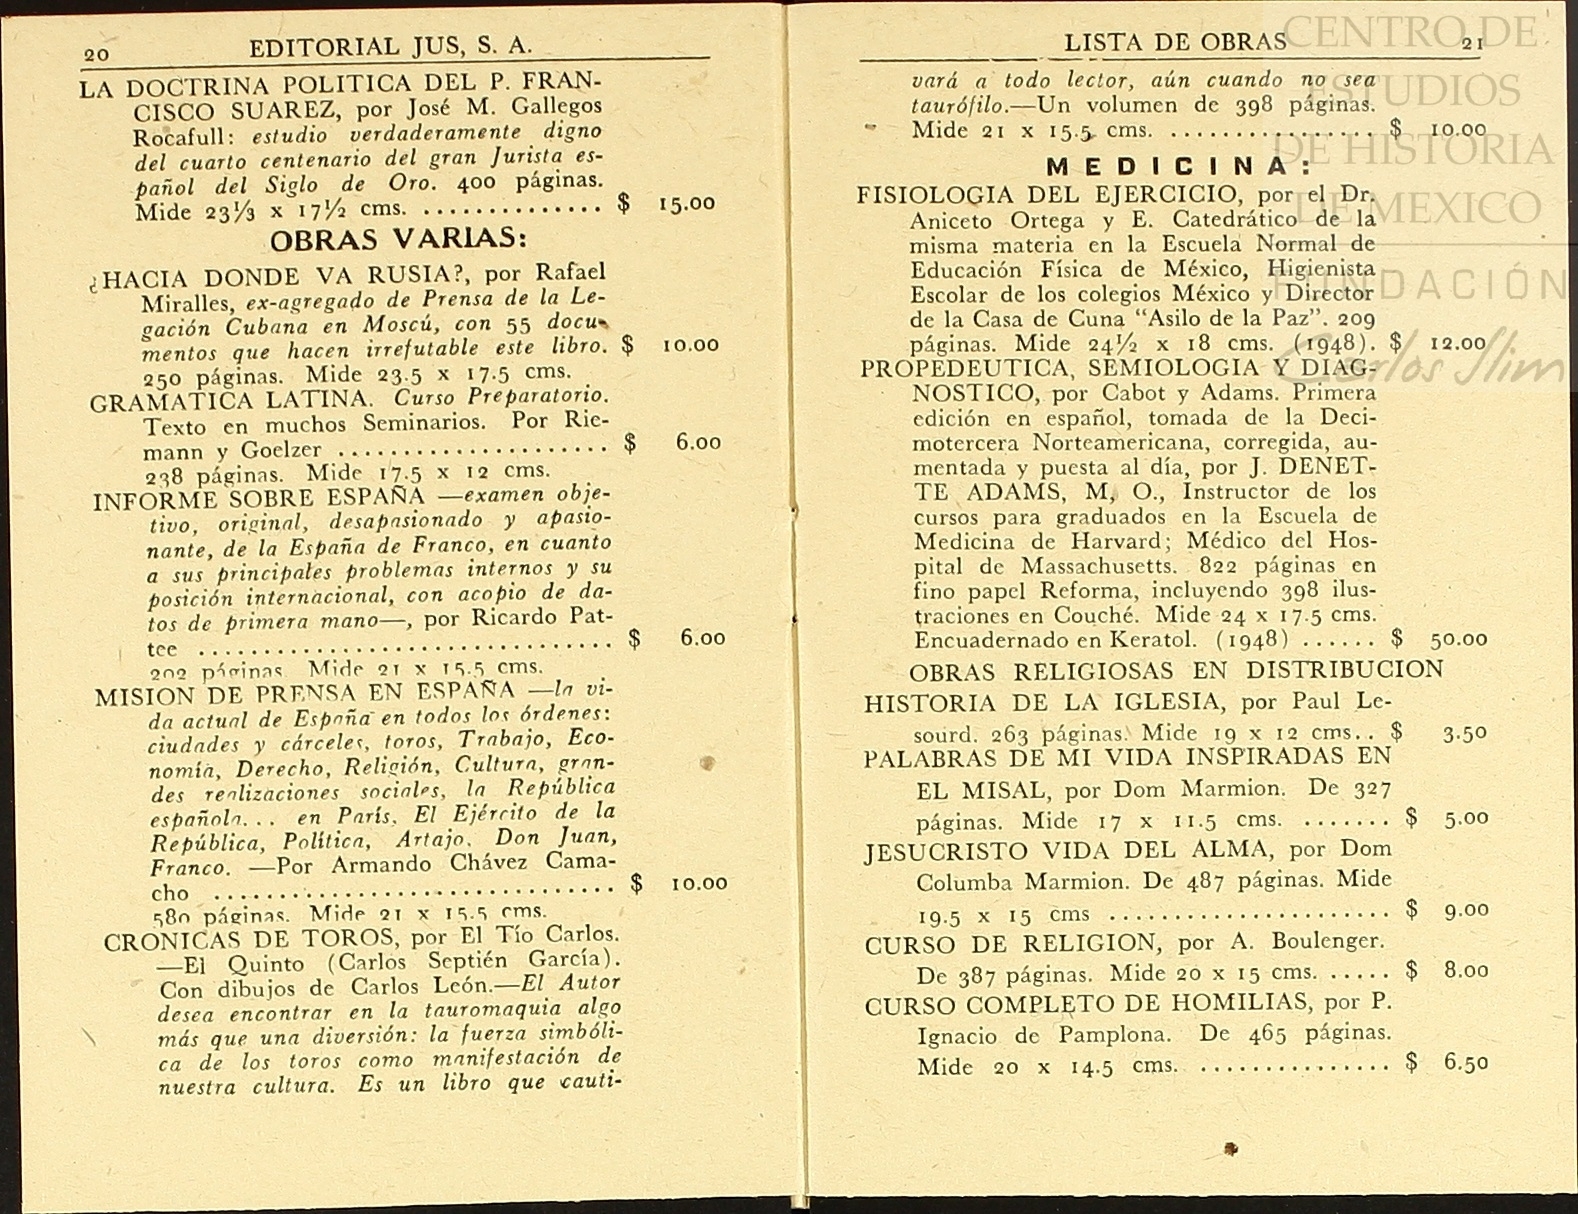 20 EDITORIAL JUS, S. A.
LA DOCTRINA POLITICA DEL P. FRAN-
CISCO SUAREZ, por José M. Gallegos
Rocafull: estudio verdaderamente digno
del cuarto centenario del gran Jurista es-
pañol del Siglo de Oro. 400 páginas.
Mide 23⅓ x 17½ cms. .............. $ 15.00
OBRAS VARIAS:
¿HACIA DONDE VA RUSIA?, por Rafael
Miralles, ex-agregado de Prensa de la Le-
gación Cubana en Moscú, con 55 docu-
mentos que hacen irrefutable este libro. $ 10.00
250 páginas. Mide 23.5 x 17.5 cms.
GRAMATICA LATINA. Curso Preparatorio.
Texto en muchos Seminarios. Por Rie-
mann y Goelzer ..................... $ 6.00
238 páginas. Mide 17.5 x 12 cms.
INFORME SOBRE ESPAÑA —examen obje-
tivo, original, desapasionado y apasio-
nante, de la España de Franco, en cuanto
a sus principales problemas internos y su
posición internacional, con acopio de da-
tos de primera mano—, por Ricardo Pat-
tee ................................ $ 6.00
202 páginas Mide 21 x 15.5 cms.
MISION DE PRENSA EN ESPAÑA —la vi-
da actual de España en todos los órdenes:
ciudades y cárceles, toros, Trabajo, Eco-
nomía, Derecho, Religión, Cultura, gran-
des realizaciones sociales, la República
española... en París. El Ejército de la
República, Política, Artajo. Don Juan,
Franco. —Por Armando Chávez Cama-
cho ............................... $ 10.00
580 páginas. Mide 21 x 15.5 cms.
CRONICAS DE TOROS, por El Tío Carlos.
—El Quinto (Carlos Septién García).
Con dibujos de Carlos León.—El Autor
desea encontrar en la tauromaquia algo
más que una diversión: la fuerza simbóli-
ca de los toros como manifestación de
nuestra cultura. Es un libro que cauti-
LISTA DE OBRAS 21
vará a todo lector, aún cuando no sea
taurófilo.—Un volumen de 398 páginas.
Mide 21 x 15.5 cms. ................ $ 10.00
MEDICINA:
FISIOLOGIA DEL EJERCICIO, por el Dr.
Aniceto Ortega y E. Catedrático de la
misma materia en la Escuela Normal de
Educación Física de México, Higienista
Escolar de los colegios México y Director
de la Casa de Cuna “Asilo de la Paz”. 209
páginas. Mide 24½ x 18 cms. (1948). $ 12.00
PROPEDEUTICA, SEMIOLOGIA Y DIAG-
NOSTICO, por Cabot y Adams. Primera
edición en español, tomada de la Deci-
motercera Norteamericana, corregida, au-
mentada y puesta al día, por J. DENET-
TE ADAMS, M, O., Instructor de los
cursos para graduados en la Escuela de
Medicina de Harvard; Médico del Hos-
pital de Massachusetts. 822 páginas en
fino papel Reforma, incluyendo 398 ilus-
traciones en Couché. Mide 24 x 17.5 cms.
Encuadernado en Keratol. (1948) ...... $ 50.00
OBRAS RELIGIOSAS EN DISTRIBUCION
HISTORIA DE LA IGLESIA, por Paul Le-
sourd. 263 páginas. Mide 19 x 12 cms.. $ 3.50
PALABRAS DE MI VIDA INSPIRADAS EN
EL MISAL, por Dom Marmion. De 327
páginas. Mide 17 x 11.5 cms. ....... $ 5.00
JESUCRISTO VIDA DEL ALMA, por Dom
Columba Marmion. De 487 páginas. Mide
19.5 x 15 cms ...................... $ 9.00
CURSO DE RELIGION, por A. Boulenger.
De 387 páginas. Mide 20 x 15 cms. ..... $ 8.00
CURSO COMPLETO DE HOMILIAS, por P.
Ignacio de Pamplona. De 465 páginas.
Mide 20 x 14.5 cms. ............... $ 6.50
CENTRO DE
ESTUDIOS
DE HISTORIA
DE MEXICO
FUNDACIÓN
Carlos Slim